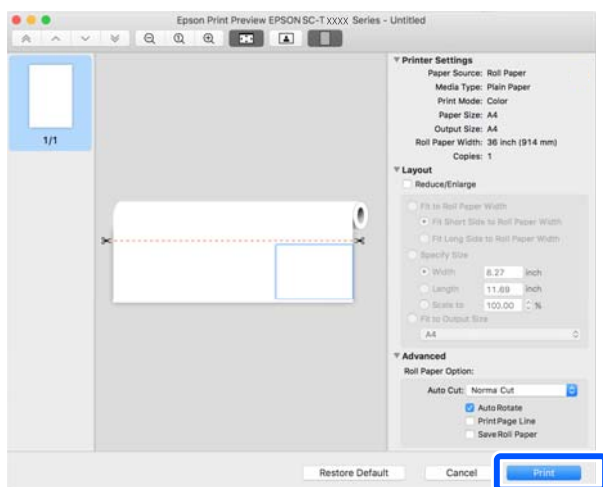 Epson Print Preview EPSON SC-T XXXX Series - Untitled
1/1
Printer Settings
Paper Source: Roll Paper
Media Type: Plain Paper
Print Mode: Color
Paper Size: A4
Output Size: A4
Roll Paper Width: 36 inch (914 mm)
Copies: 1
Layout
Reduce/Enlarge
Fit to Roll Paper Width
Fit Short Side to Roll Paper Width
Fit Long Side to Roll Paper Width
Specify Size
Width 8.27 inch
Length 11.69 inch
Scale to 100.00 %
Fit to Output Size
A4
Advanced
Roll Paper Option:
Auto Cut: Norma Cut
Auto Rotate
Print Page Line
Save Roll Paper
Restore Default Cancel Print